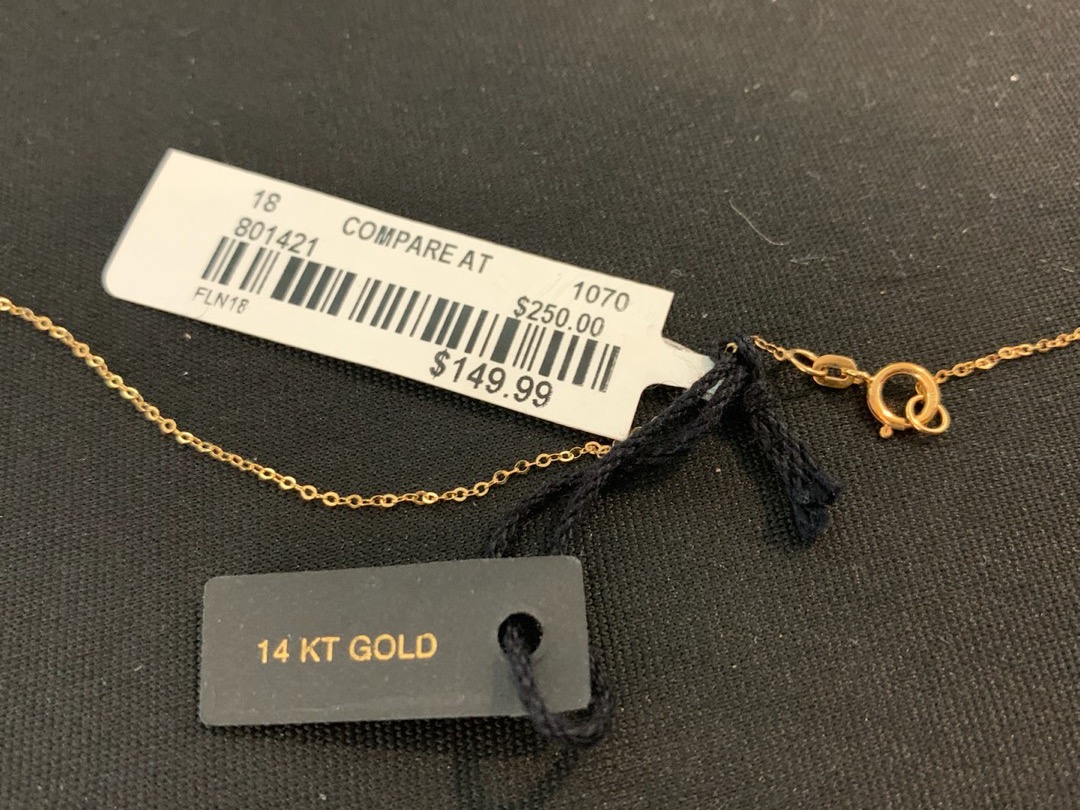 18
COMPARE AT
1070
801421
$250.00
FLN18
$149.99
14 KT GOLD